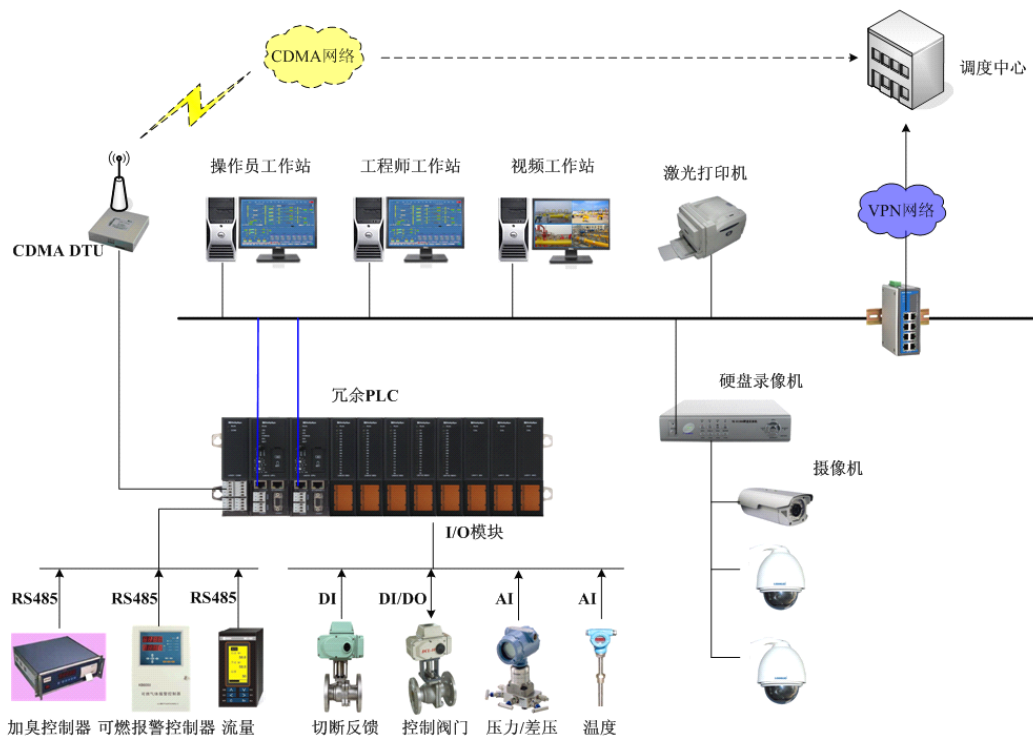 CDMA网络
调度中心
操作员工作站
工程师工作站
视频工作站
激光打印机
VPN网络
CDMA DTU
冗余PLC
硬盘录像机
摄像机
I/O模块
RS485
RS485
RS485
DI
DI/DO
AI
AI
加臭控制器
可燃报警控制器
流量
切断反馈
控制阀门
压力/差压
温度